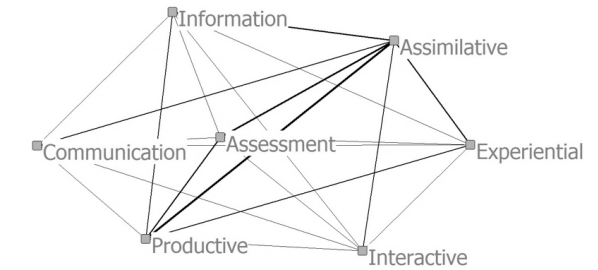 Information
Assimilative
Assessment
Communication
Experiential
Productive
Interactive